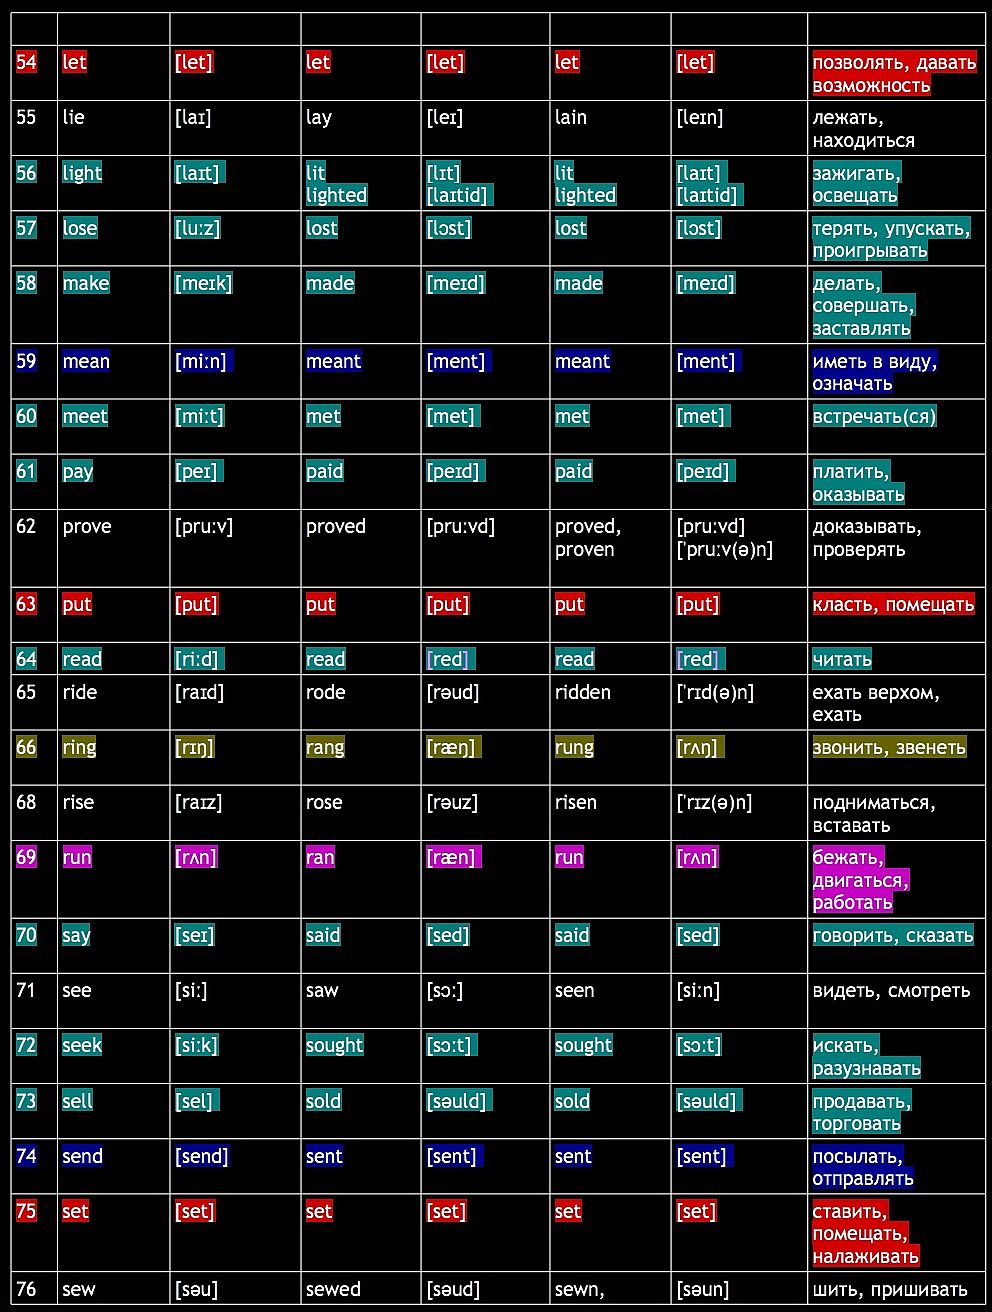 54 let [let] let [let] let [let] позволять, давать
возможность
55 lie [laɪ] lay [leɪ] lain [leɪn] лежать,
находиться
56 light [laɪt] lit [lɪt] lit [laɪt] зажигать,
lighted [laɪtid] lighted [laɪtid] освещать
57 lose [lu:z] lost [lɔst] lost [lɔst] терять, упускать,
проигрывать
58 make [meɪk] made [meɪd] made [meɪd] делать,
совершать,
заставлять
59 mean [mi:n] meant [ment] meant [ment] иметь в виду,
означать
60 meet [mi:t] met [met] met [met] встречать(ся)
61 pay [peɪ] paid [peɪd] paid [peɪd] платить,
оказывать
62 prove [pru:v] proved [pru:vd] proved, [pru:vd] доказывать,
proven ['pru:v(ə)n] проверять
63 put [put] put [put] put [put] класть, помещать
64 read [ri:d] read [red] read [red] читать
65 ride [raɪd] rode [rəud] ridden ['rɪd(ə)n] ехать верхом,
ехать
66 ring [rɪŋ] rang [ræŋ] rung [rʌŋ] звонить, звенеть
68 rise [raɪz] rose [rəuz] risen ['rɪz(ə)n] подниматься,
вставать
69 run [rʌn] ran [ræn] run [rʌn] бежать,
двигаться,
работать
70 say [seɪ] said [sed] said [sed] говорить, сказать
71 see [si:] saw [sɔ:] seen [si:n] видеть, смотреть
72 seek [si:k] sought [sɔ:t] sought [sɔ:t] искать,
разузнавать
73 sell [sel] sold [səuld] sold [səuld] продавать,
торговать
74 send [send] sent [sent] sent [sent] посылать,
отправлять
75 set [set] set [set] set [set] ставить,
помещать,
налаживать
76 sew [səu] sewed [səud] sewn, [səun] шить, пришивать